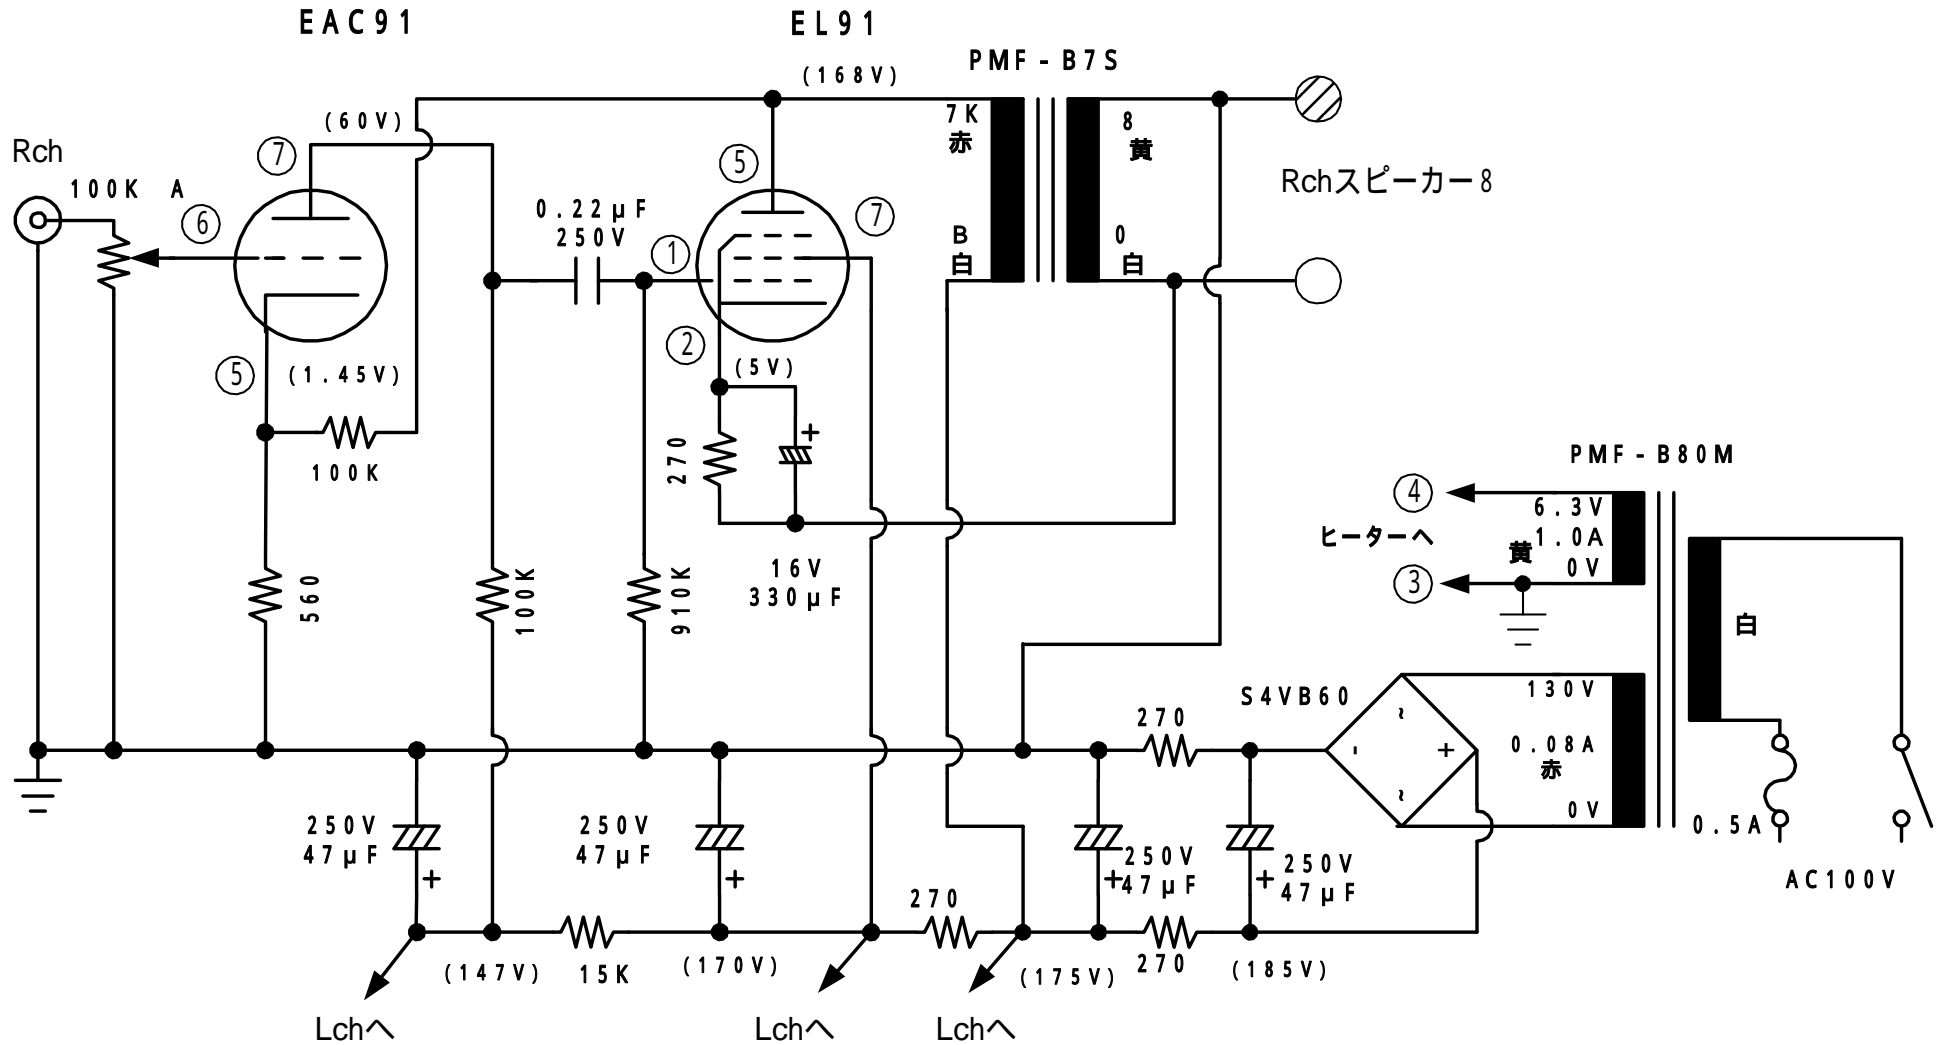 EAC91
EL91
PMF-B7S
(168V)
(60V)
7K
赤
8
黄
Rch
⑦
⑤
⑦
Rchスピーカー8
100K A
⑥
0.22μF
250V
①
B
白
0
白
②
(5V)
⑤
(1.45V)
+
270
100K
PMF-B80M
④
6.3V
1.0A
0V
ヒーターへ
黄
③
16V
330μF
560
100K
910K
白
S4VB60
130V
270
~
-
+
~
0.08A
赤
0V
0.5A
250V
47μF
+
250V
47μF
+
250V
47μF
+
250V
47μF
+
AC100V
270
(147V)
15K
(170V)
(175V)
270
(185V)
Lchへ
Lchへ
Lchへ